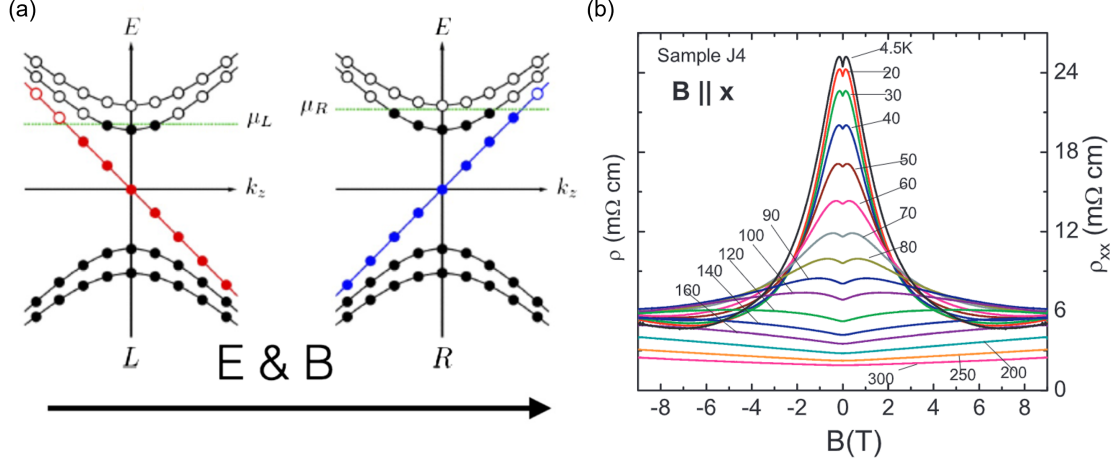 (a)
E
E
μL
μR
kz
kz
L
R
E & B
(b)
Sample J4
B || x
4.5K
20
30
40
50
60
70
80
90
100
120
140
160
200
250
300
ρ (mΩ cm)
ρxx (mΩ cm)
24
18
12
6
0
-8 -6 -4 -2 0 2 4 6 8
B(T)